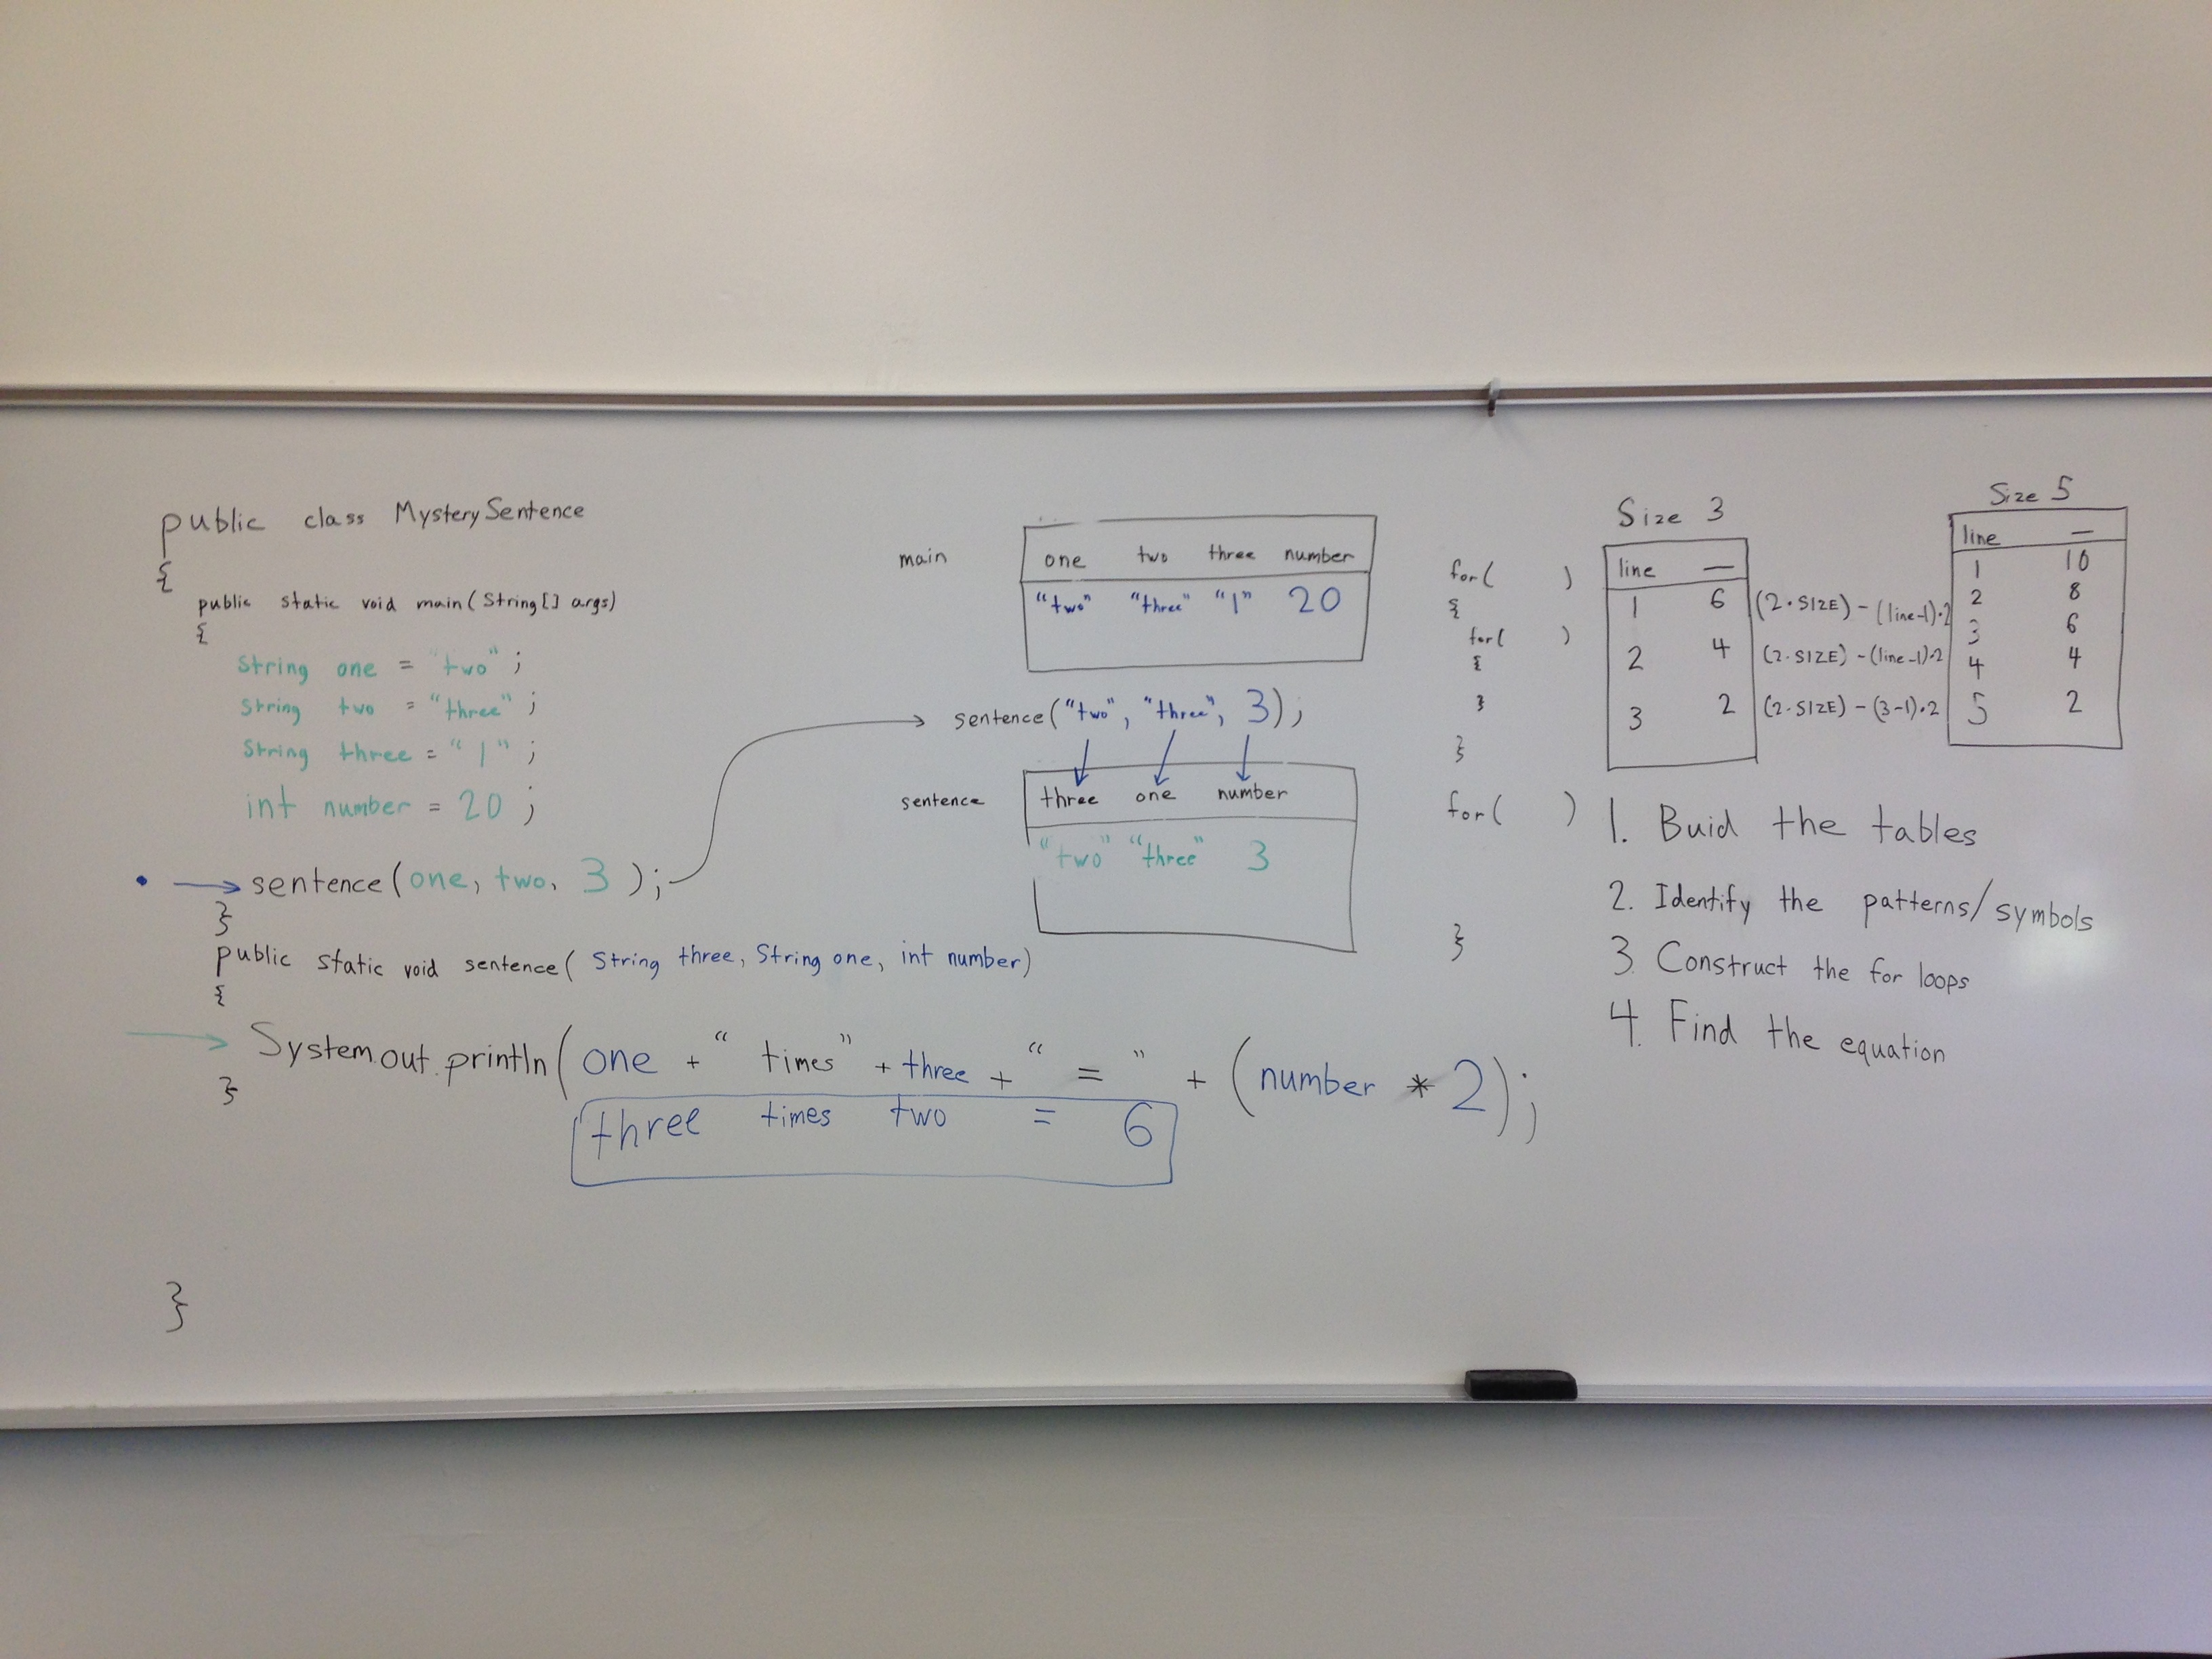 public class MysterySentence
{
public static void main(String[] args)
{
String one = "two";
String two = "three";
String three = "1";
int number = 20;
sentence(one, two, 3);
}
public static void sentence(String three, String one, int number)
{
System.out.println(one + " times" + three + " = " + (number * 2);
}
three times two = 6
}
main
one two three number
"two" "three" "1" 20
sentence("two", "three", 3);
sentence
three one number
"two" "three" 3
for( )
{
for( )
{
}
}
for( )
}
Size 3
line —
1 6 (2·SIZE) - (line-1)·2
2 4 (2·SIZE) - (line-1)·2
3 2 (2·SIZE) - (3-1)·2
Size 5
line —
1 10
2 8
3 6
4 4
5 2
1. Buid the tables
2. Identify the patterns/symbols
3. Construct the for loops
4. Find the equation